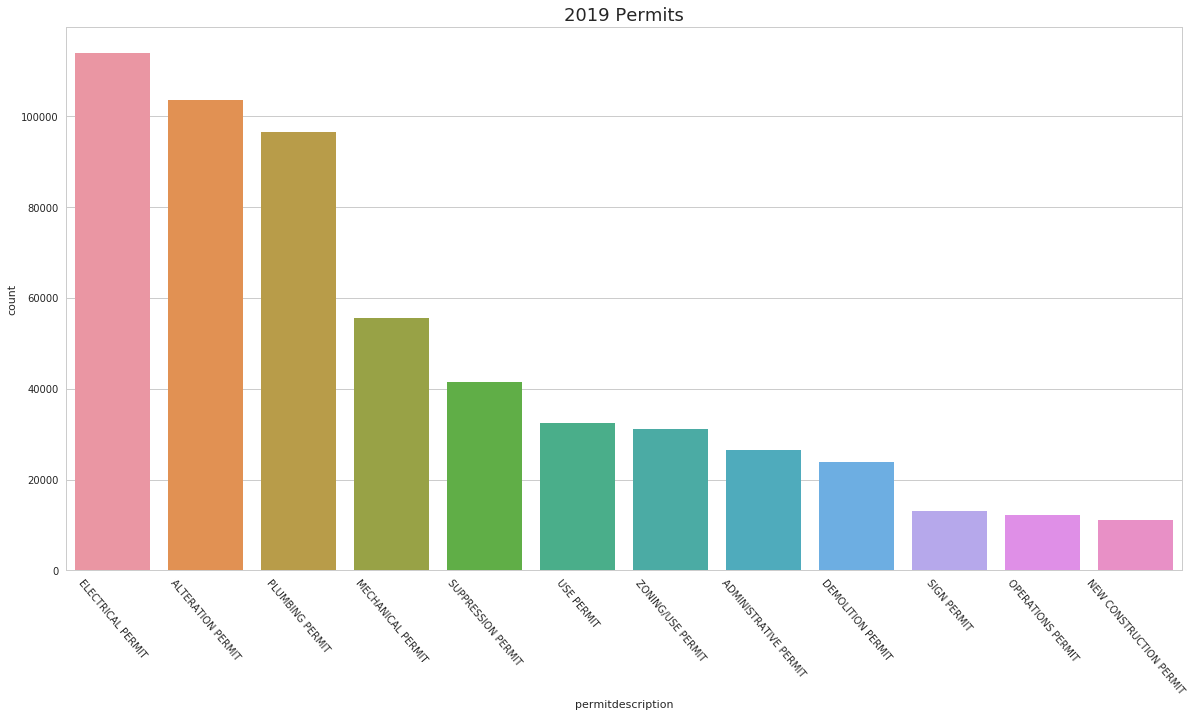 2019 Permits
count
100000
80000
60000
40000
20000
0
ELECTRICAL PERMIT
ALTERATION PERMIT
PLUMBING PERMIT
MECHANICAL PERMIT
SUPPRESSION PERMIT
USE PERMIT
ZONING/USE PERMIT
ADMINISTRATIVE PERMIT
DEMOLITION PERMIT
SIGN PERMIT
OPERATIONS PERMIT
NEW CONSTRUCTION PERMIT
permitdescription